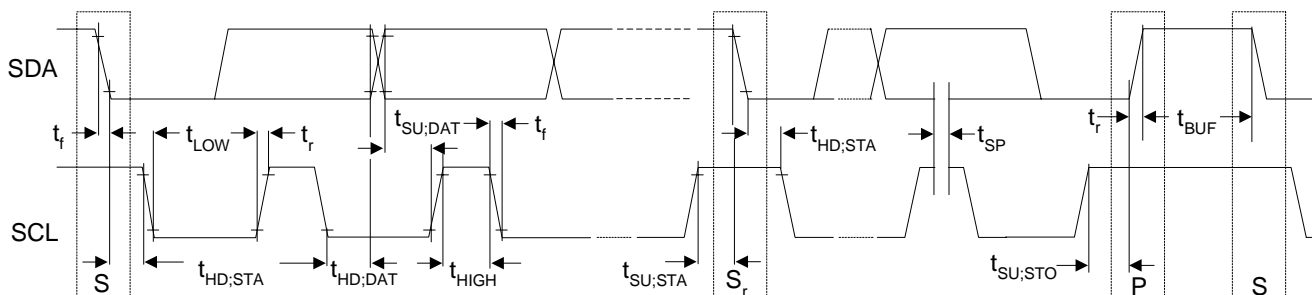 SDA
t_f
t_LOW
t_r
t_SU;DAT
t_f
t_HD;STA
t_SP
t_r
t_BUF
SCL
S
t_HD;STA
t_HD;DAT
t_HIGH
t_SU;STA
S_r
t_SU;STO
P
S